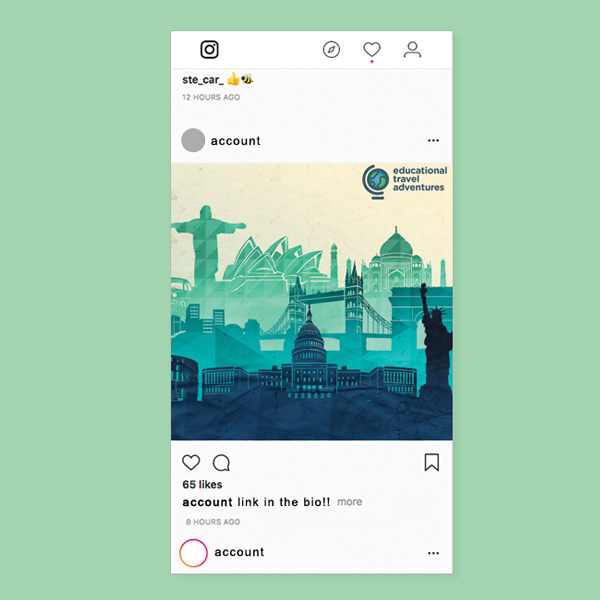 ste_car_ 👍🐝
12 HOURS AGO
account
educational
travel
adventures
65 likes
account link in the bio!! more
8 HOURS AGO
account